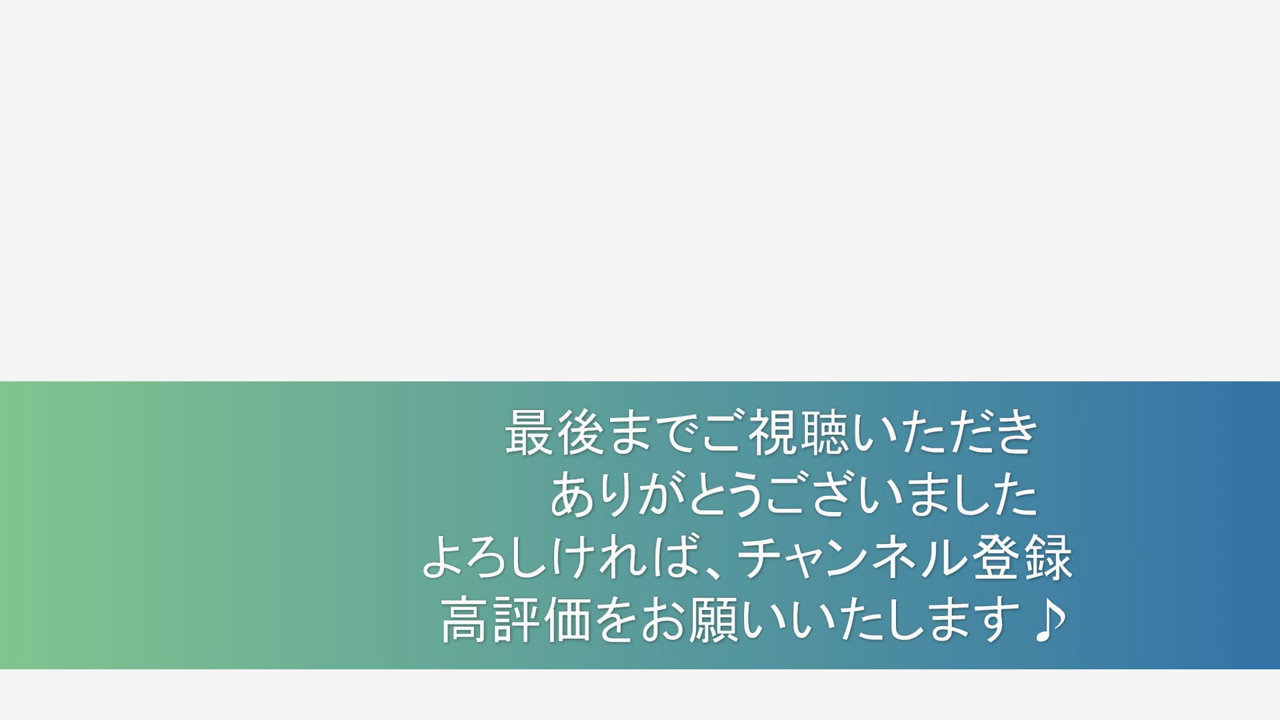 最後までご視聴いただき
ありがとうございました
よろしければ、チャンネル登録
高評価をお願いいたします♪